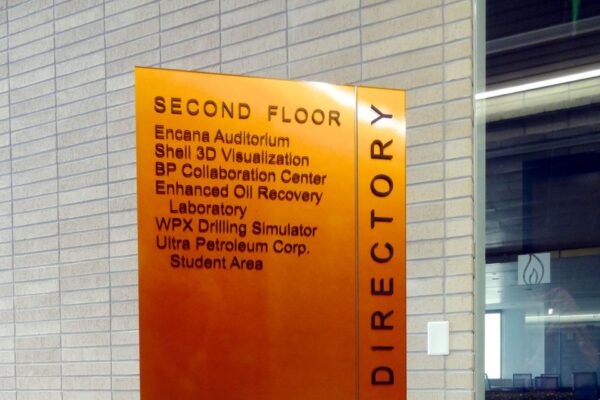 SECOND FLOOR
Encana Auditorium
Shell 3D Visualization
BP Collaboration Center
Enhanced Oil Recovery
Laboratory
WPX Drilling Simulator
Ultra Petroleum Corp.
Student Area
DIRECTORY